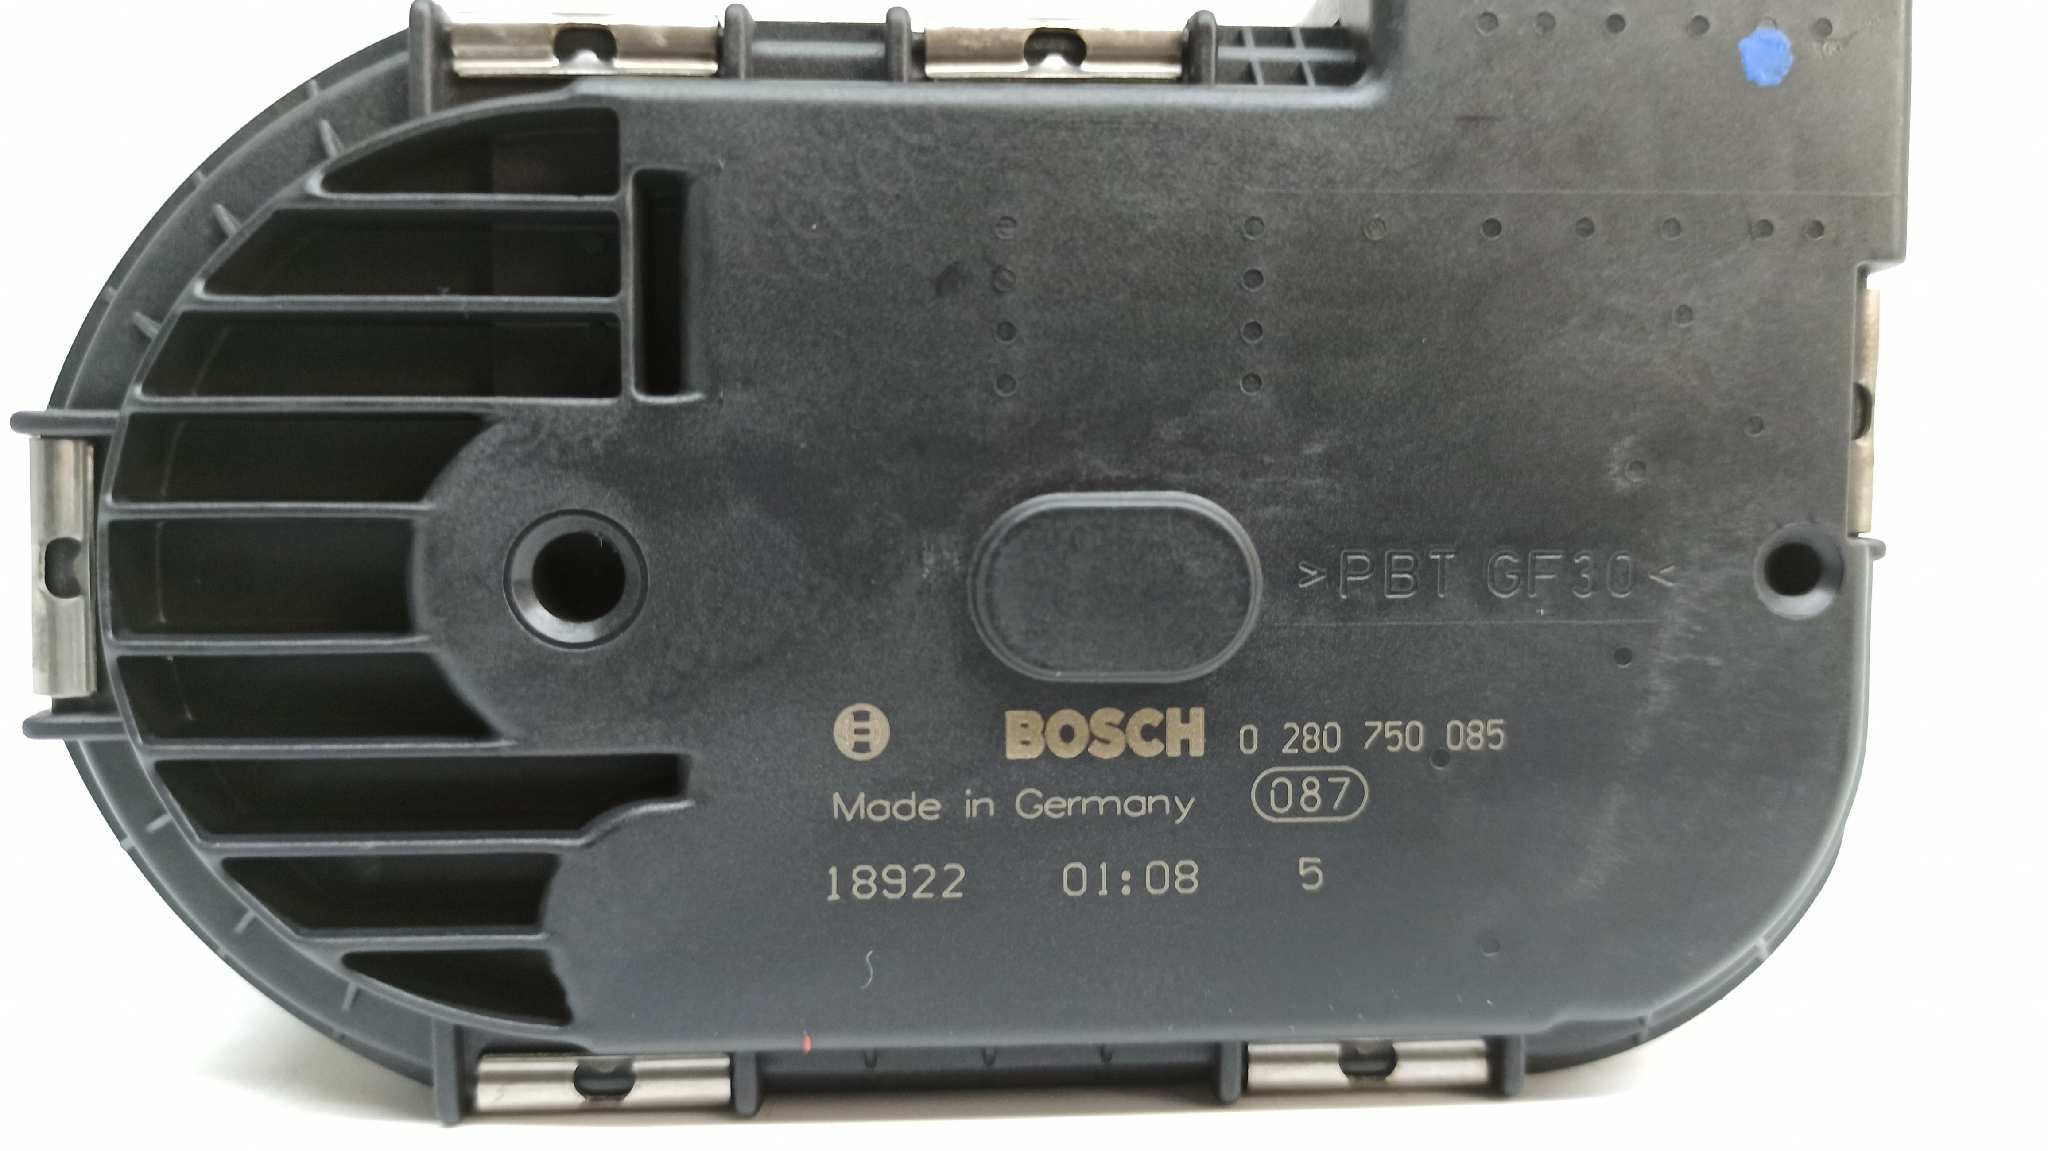 >PBT GF30<
BOSCH 0 280 750 085
Made in Germany 087
18922 01:08 5